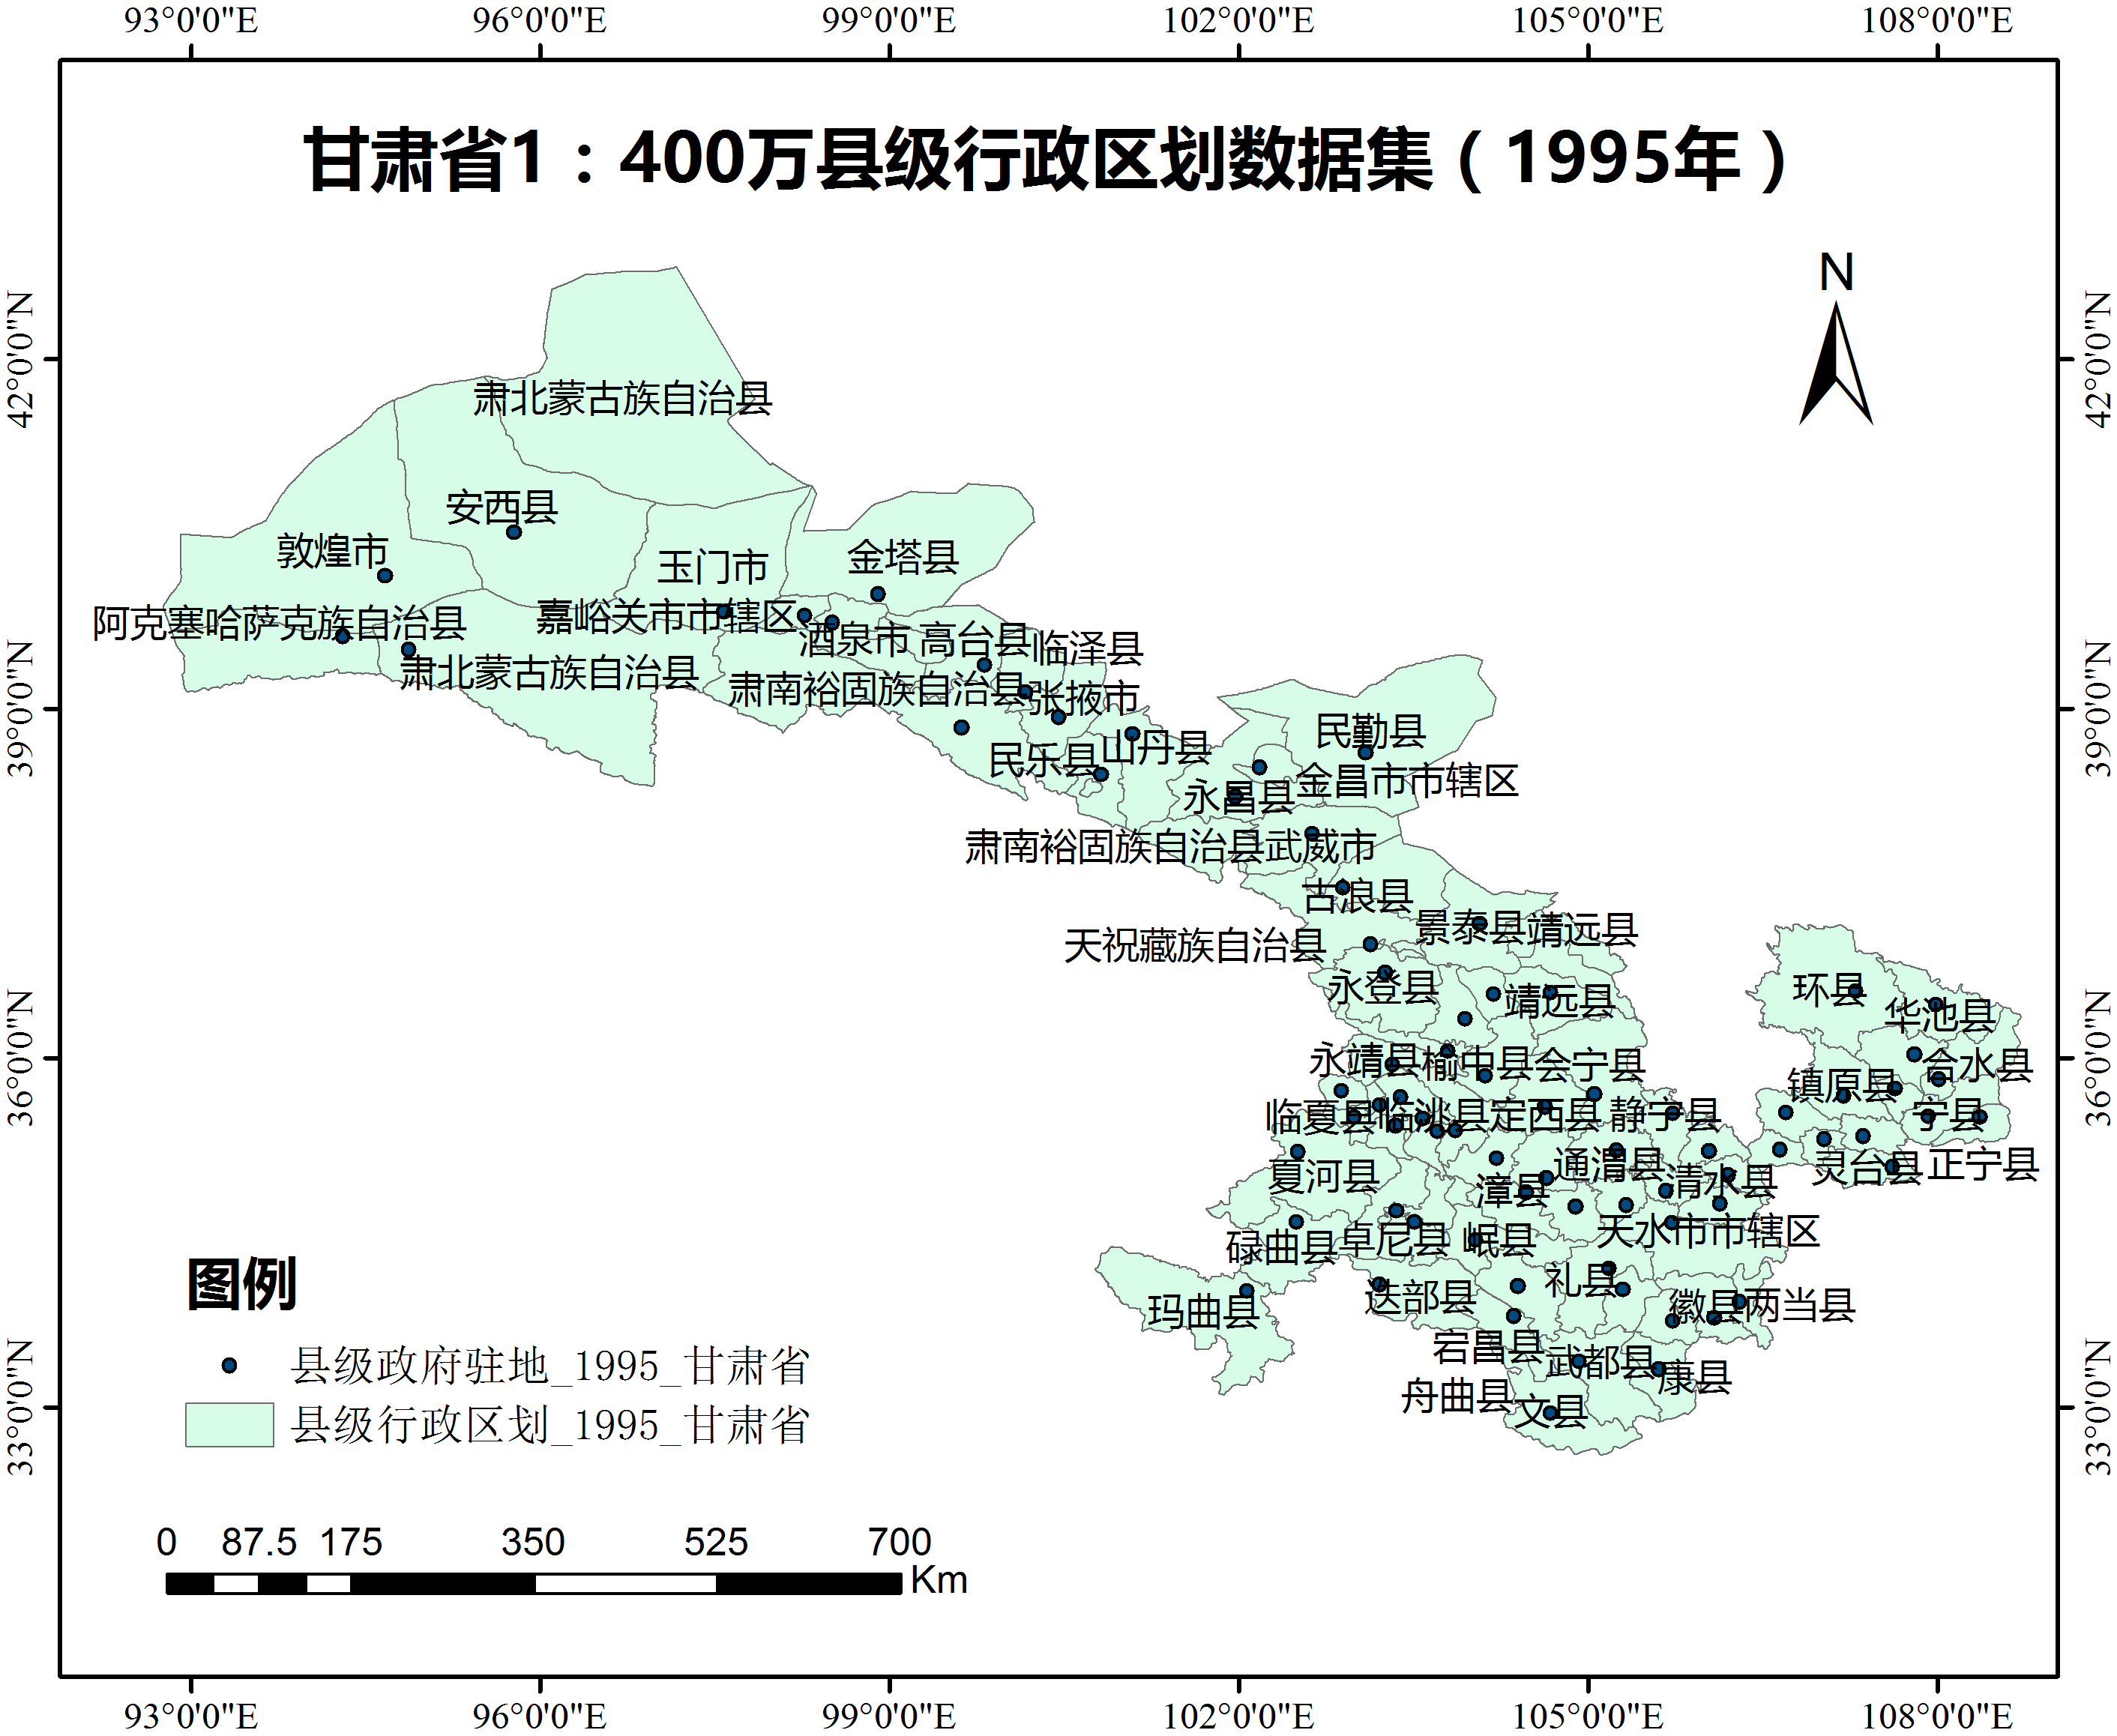 93°0'0"E 96°0'0"E 99°0'0"E 102°0'0"E 105°0'0"E 108°0'0"E
甘肃省1：400万县级行政区划数据集（1995年）
N
42°0'0"N 42°0'0"N
肃北蒙古族自治县
安西县
敦煌市
玉门市
金塔县
阿克塞哈萨克族自治县
嘉峪关市市辖区
酒泉市
高台县
临泽县
肃北蒙古族自治县
肃南裕固族自治县
张掖市
39°0'0"N 39°0'0"N
民乐县
山丹县
民勤县
金昌市市辖区
永昌县
肃南裕固族自治县
武威市
古浪县
景泰县
靖远县
天祝藏族自治县
永登县
靖远县
环县
华池县
36°0'0"N 36°0'0"N
永靖县
榆中县
会宁县
合水县
镇原县
临夏县
临洮县
定西县
静宁县
宁县
夏河县
通渭县
清水县
灵台县
正宁县
漳县
碌曲县
卓尼县
岷县
天水市市辖区
玛曲县
迭部县
礼县
徽县
两当县
宕昌县
武都县
康县
舟曲县
文县
33°0'0"N 33°0'0"N
图例
县级政府驻地_1995_甘肃省
县级行政区划_1995_甘肃省
0 87.5 175 350 525 700
Km
93°0'0"E 96°0'0"E 99°0'0"E 102°0'0"E 105°0'0"E 108°0'0"E